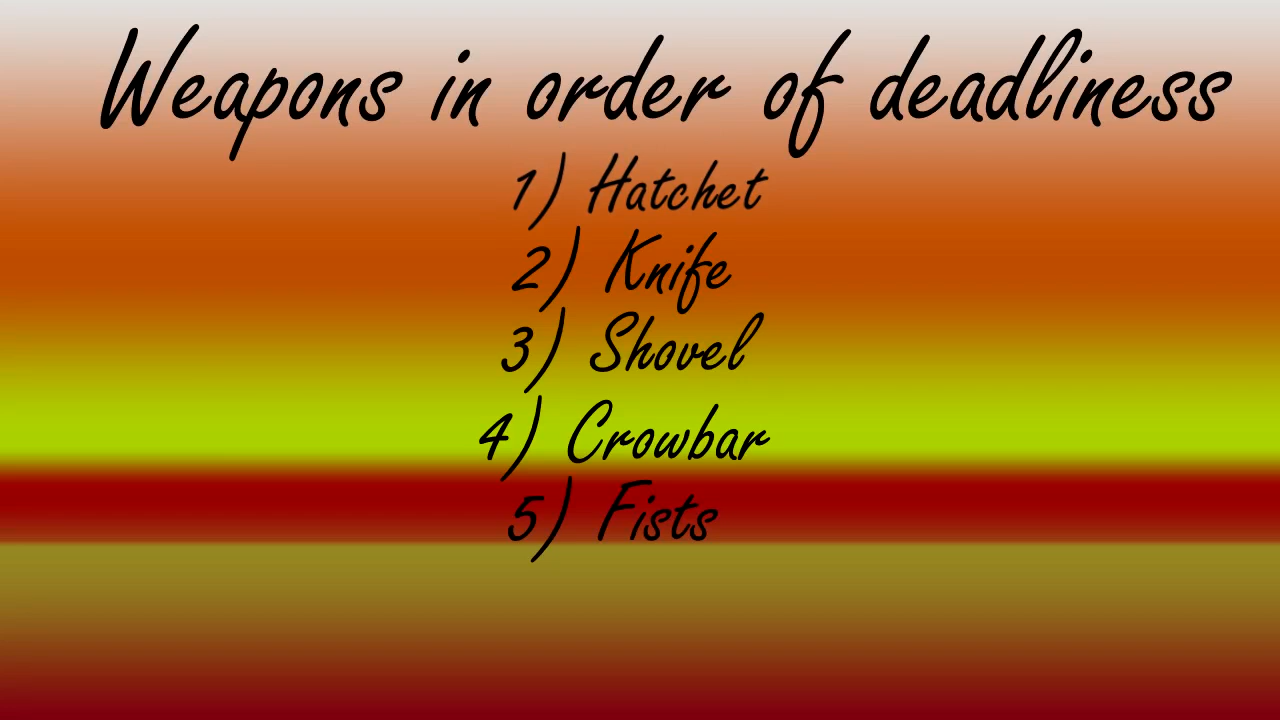 Weapons in order of deadliness
1) Hatchet
2) Knife
3) Shovel
4) Crowbar
5) Fists